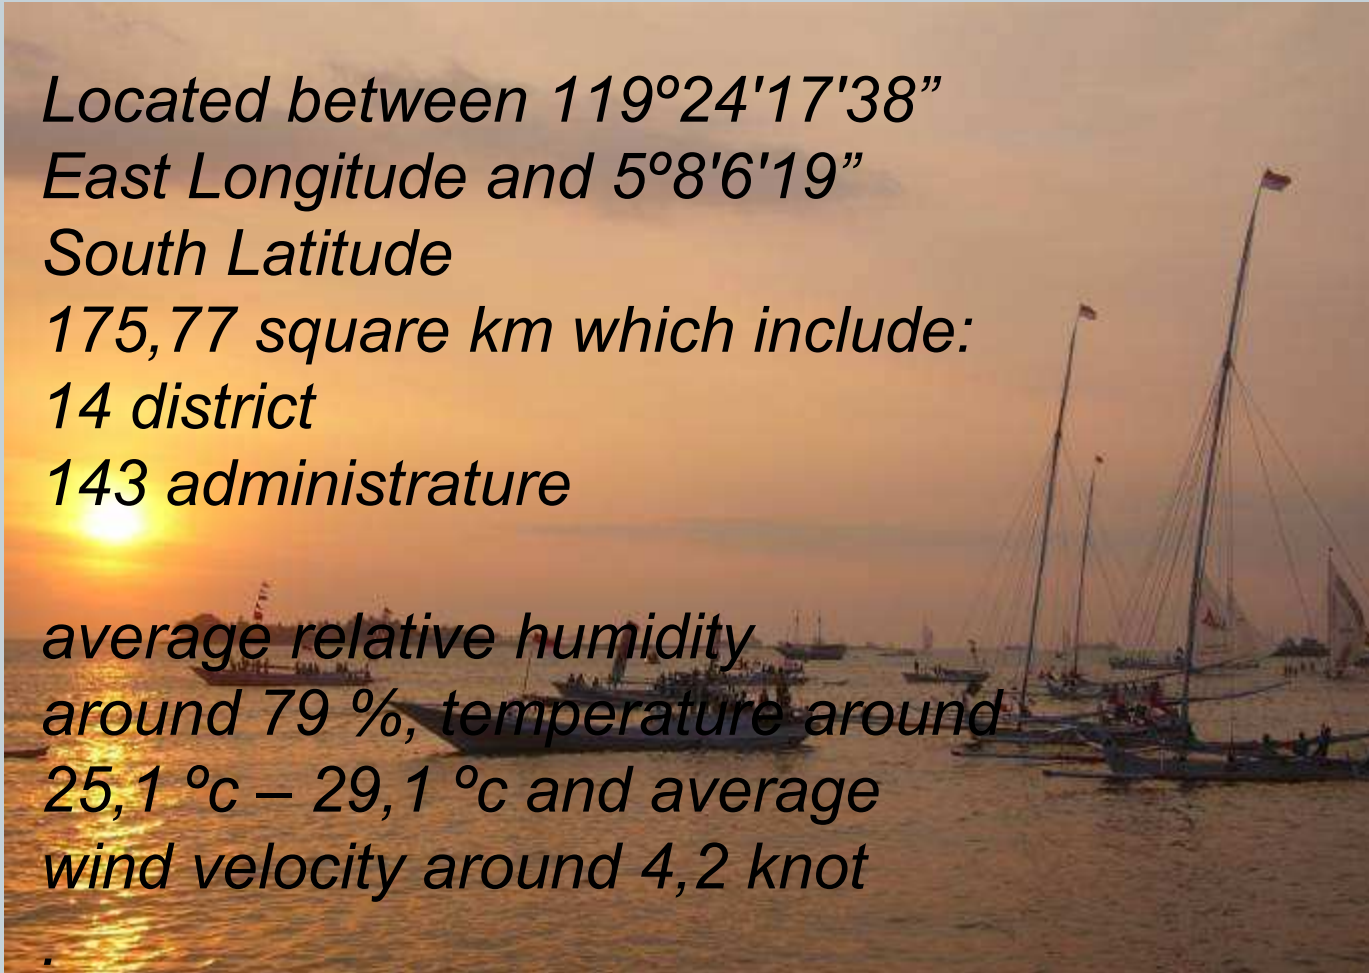 Located between 119º24'17'38”
East Longitude and 5º8'6'19”
South Latitude
175,77 square km which include:
14 district
143 administrature
average relative humidity
around 79 %, temperature around
25,1 ºc – 29,1 ºc and average
wind velocity around 4,2 knot
.